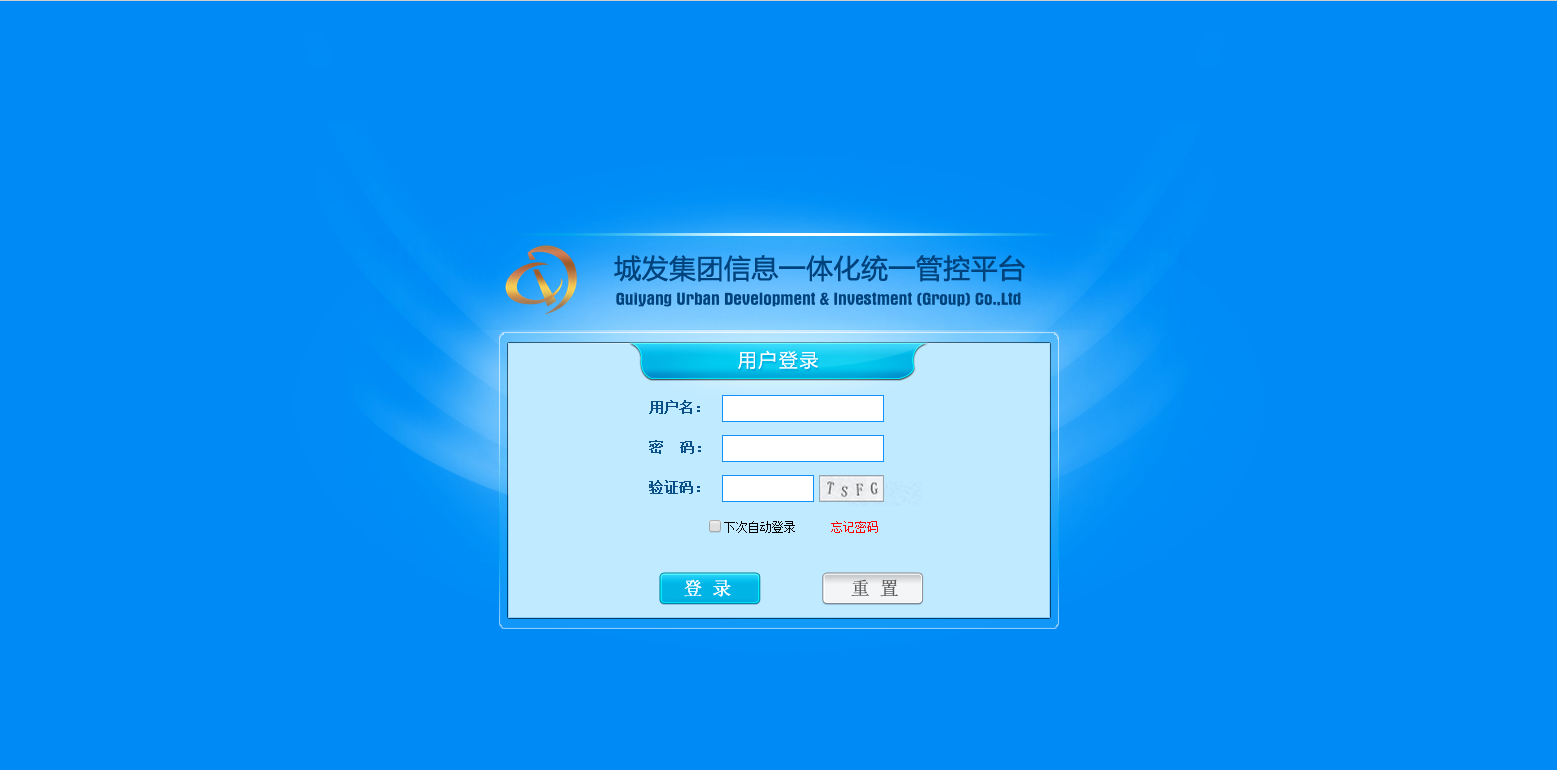 城发集团信息一体化统一管控平台
Guiyang Urban Development & Investment (Group) Co.,Ltd
用户登录
用户名：
密 码：
验证码： TSFG
下次自动登录 忘记密码
登 录 重 置